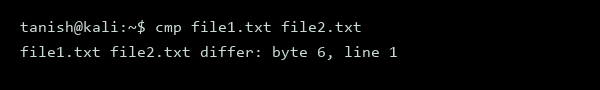 tanish@kali:~$ cmp file1.txt file2.txt
file1.txt file2.txt differ: byte 6, line 1